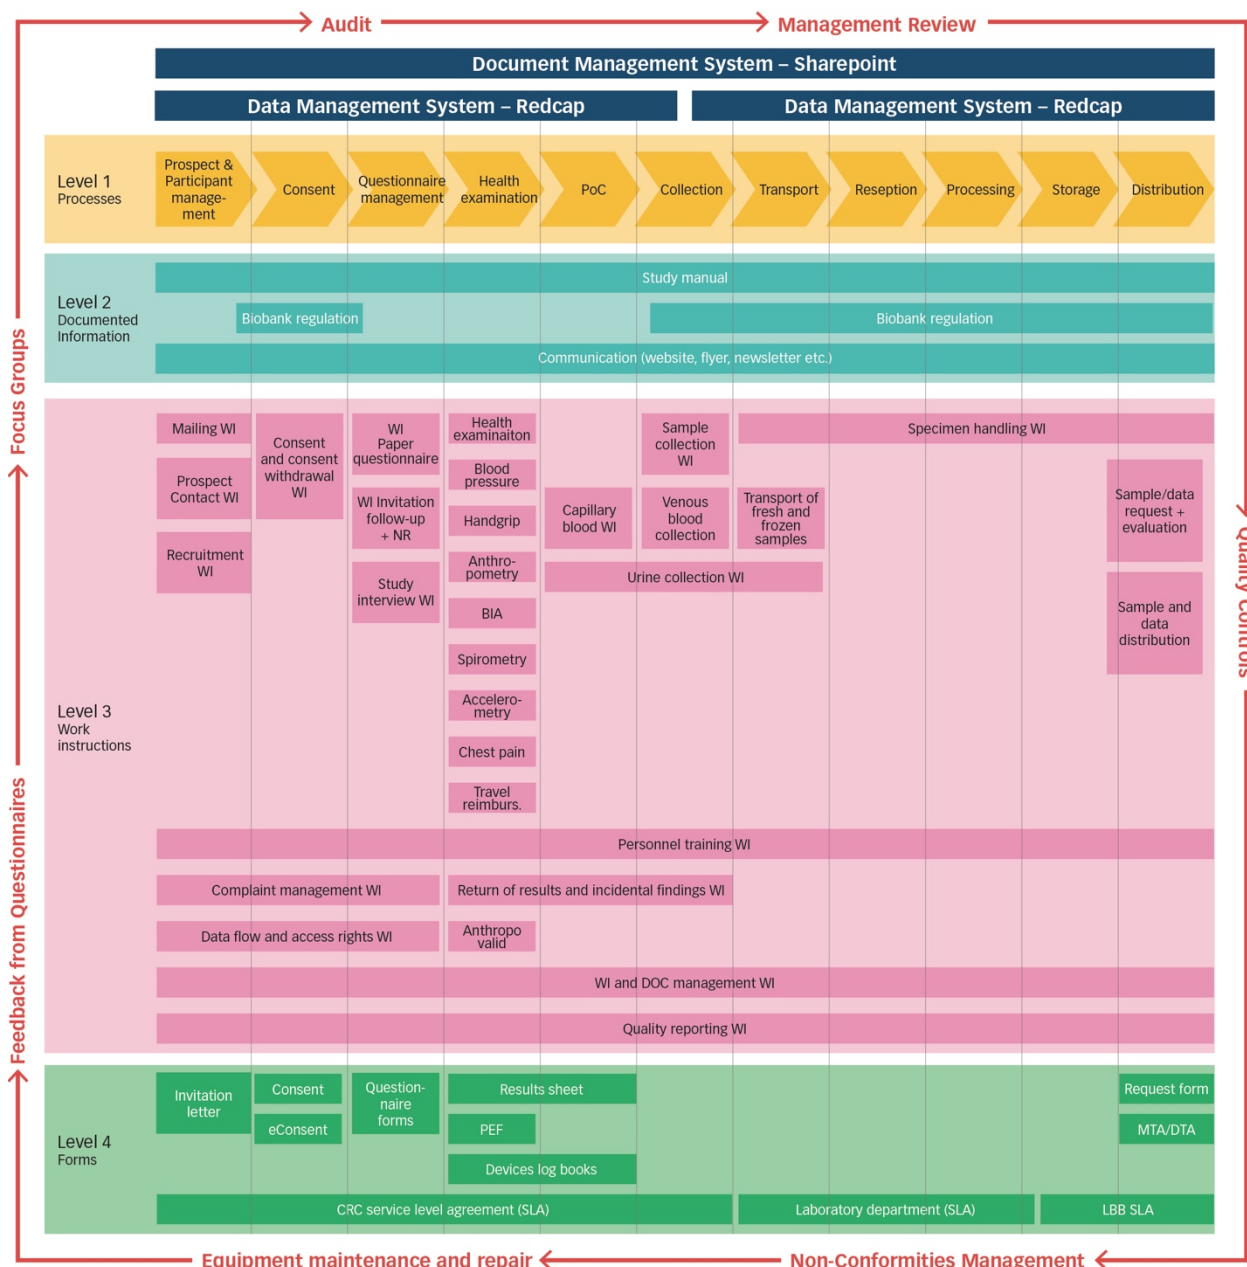 Audit
Management Review
Document Management System – Sharepoint
Data Management System – Redcap
Data Management System – Redcap
Level 1
Processes
Prospect &
Participant
manage-
ment
Consent
Questionnaire
management
Health
examination
PoC
Collection
Transport
Reseption
Processing
Storage
Distribution
Level 2
Documented
Information
Study manual
Biobank regulation
Biobank regulation
Communication (website, flyer, newsletter etc.)
Focus Groups
Feedback from Questionnaires
Quality Controls
Level 3
Work
instructions
Mailing WI
Prospect
Contact WI
Recruitment
WI
Consent
and consent
withdrawal
WI
WI
Paper
questionnaire
WI Invitation
follow-up
+ NR
Study
interview WI
Health
examinaiton
Blood
pressure
Handgrip
Anthro-
pometry
BIA
Spirometry
Accelero-
metry
Chest pain
Travel
reimburs.
Capillary
blood WI
Sample
collection
WI
Venous
blood
collection
Urine collection WI
Specimen handling WI
Transport of
fresh and
frozen
samples
Sample/data
request +
evaluation
Sample and
data
distribution
Personnel training WI
Complaint management WI
Return of results and incidental findings WI
Data flow and access rights WI
Anthropo
valid
WI and DOC management WI
Quality reporting WI
Level 4
Forms
Invitation
letter
Consent
eConsent
Question-
naire
forms
Results sheet
PEF
Devices log books
Request form
MTA/DTA
CRC service level agreement (SLA)
Laboratory department (SLA)
LBB SLA
Equipment maintenance and repair
Non-Conformities Management